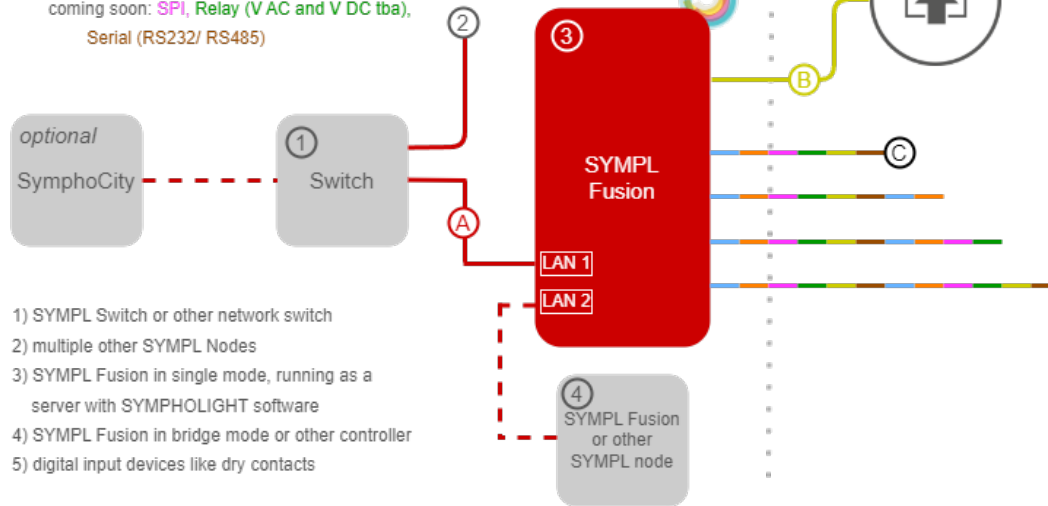 coming soon: SPI, Relay (V AC and V DC tba),
Serial (RS232/ RS485)
2
3
B
optional
SymphoCity
1
Switch
SYMPL
Fusion
C
A
LAN 1
LAN 2
1) SYMPL Switch or other network switch
2) multiple other SYMPL Nodes
3) SYMPL Fusion in single mode, running as a
server with SYMPHOLIGHT software
4) SYMPL Fusion in bridge mode or other controller
5) digital input devices like dry contacts
4
SYMPL Fusion
or other
SYMPL node